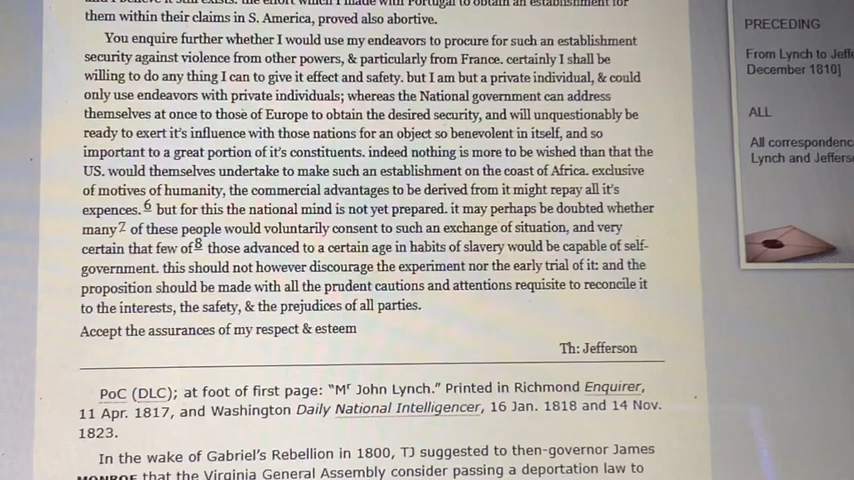 them within their claims in S. America, proved also abortive.
You enquire further whether I would use my endeavors to procure for such an establishment
security against violence from other powers, & particularly from France. certainly I shall be
willing to do any thing I can to give it effect and safety. but I am but a private individual, & could
only use endeavors with private individuals; whereas the National government can address
themselves at once to those of Europe to obtain the desired security, and will unquestionably be
ready to exert it's influence with those nations for an object so benevolent in itself, and so
important to a great portion of it's constituents. indeed nothing is more to be wished than that the
US. would themselves undertake to make such an establishment on the coast of Africa. exclusive
of motives of humanity, the commercial advantages to be derived from it might repay all it's
expences.6 but for this the national mind is not yet prepared. it may perhaps be doubted whether
many7 of these people would voluntarily consent to such an exchange of situation, and very
certain that few of8 those advanced to a certain age in habits of slavery would be capable of self-
government. this should not however discourage the experiment nor the early trial of it: and the
proposition should be made with all the prudent cautions and attentions requisite to reconcile it
to the interests, the safety, & the prejudices of all parties.
Accept the assurances of my respect & esteem
Th: Jefferson
PoC (DLC); at foot of first page: “Mr John Lynch.” Printed in Richmond Enquirer,
11 Apr. 1817, and Washington Daily National Intelligencer, 16 Jan. 1818 and 14 Nov.
1823.
In the wake of Gabriel's Rebellion in 1800, TJ suggested to then-governor James
MONROE that the Virginia General Assembly consider passing a deportation law to
PRECEDING
From Lynch to Jeffe
December 1810]
ALL
All correspondenc
Lynch and Jefferso